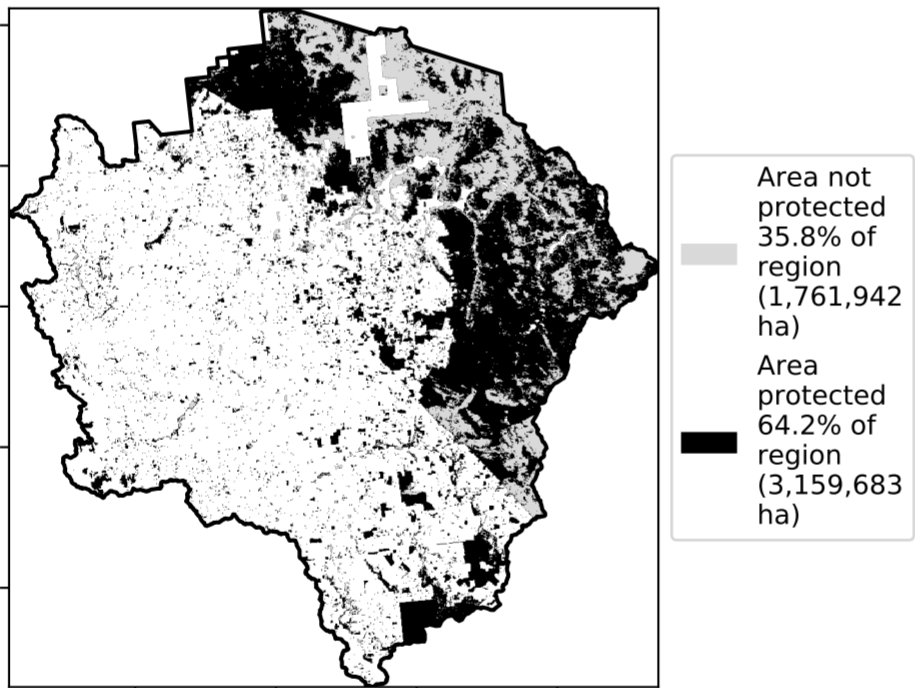 Area not
protected
35.8% of
region
(1,761,942
ha)
Area
protected
64.2% of
region
(3,159,683
ha)